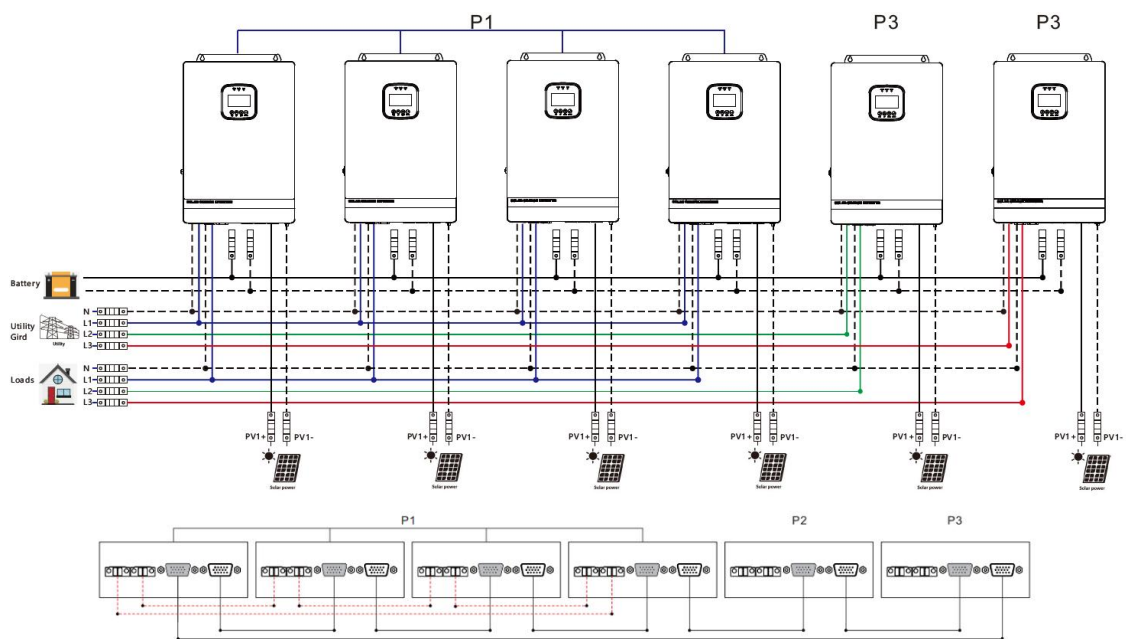 P1 P3 P3
Battery
N
L1
Utility
Gird
Utility
L2
L3
N
Loads
L1
L2
L3
PV1+ PV1- PV1+ PV1- PV1+ PV1- PV1+ PV1- PV1+ PV1- PV1+ PV1-
Solar power Solar power Solar power Solar power Solar power Solar power
P1 P2 P3